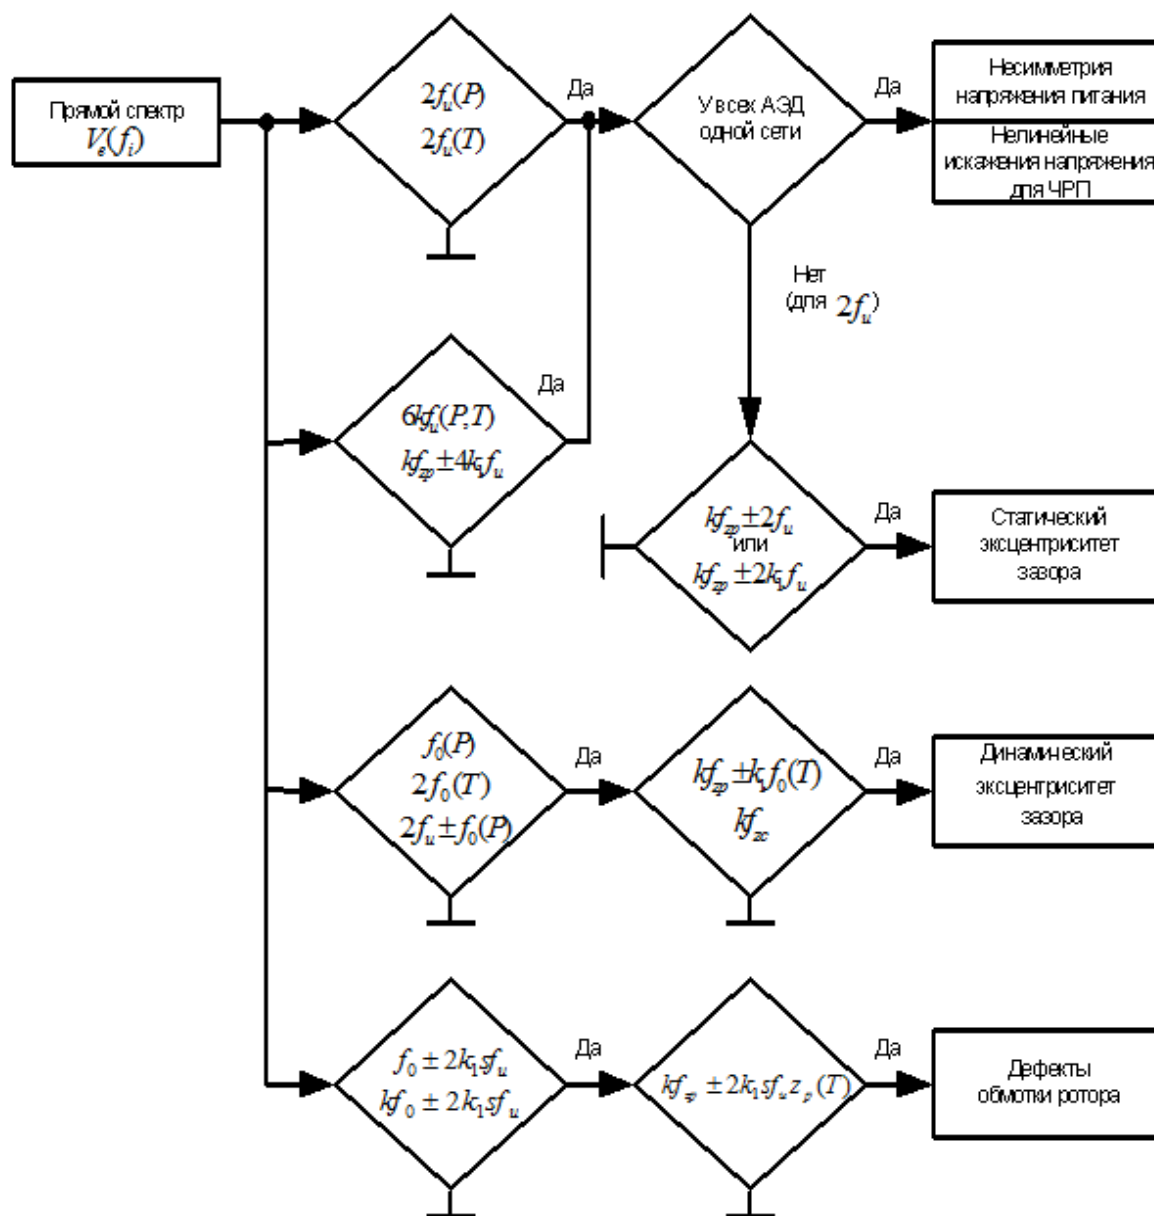 Прямой спектр
V_e(f_i)
2f_u(P)
2f_u(T)
Да
У всех АЭД
одной сети
Да
Несимметрия
напряжения питания
Нелинейные
искажения напряжения
для ЧРП
Нет
(для 2f_u)
6kf_u(P,T)
kf_zp±4k_1f_u
Да
kf_zp±2f_u
или
kf_zp±2k_1f_u
Да
Статический
эксцентриситет
зазора
f_0(P)
2f_0(T)
2f_u±f_0(P)
Да
kf_zp±k_1f_0(T)
kf_zc
Да
Динамический
эксцентриситет
зазора
f_0 ± 2k_1sf_u
kf_0 ± 2k_1sf_u
Да
kf_zp ± 2k_1sf_u z_p(T)
Да
Дефекты
обмотки ротора